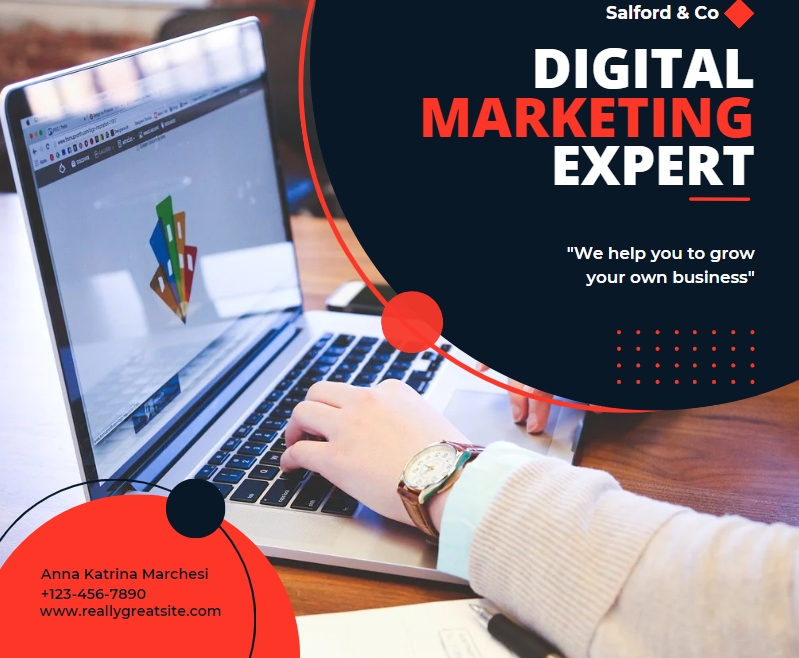 Salford & Co
DIGITAL
MARKETING
EXPERT
"We help you to grow
your own business"
Anna Katrina Marchesi
+123-456-7890
www.reallygreatsite.com